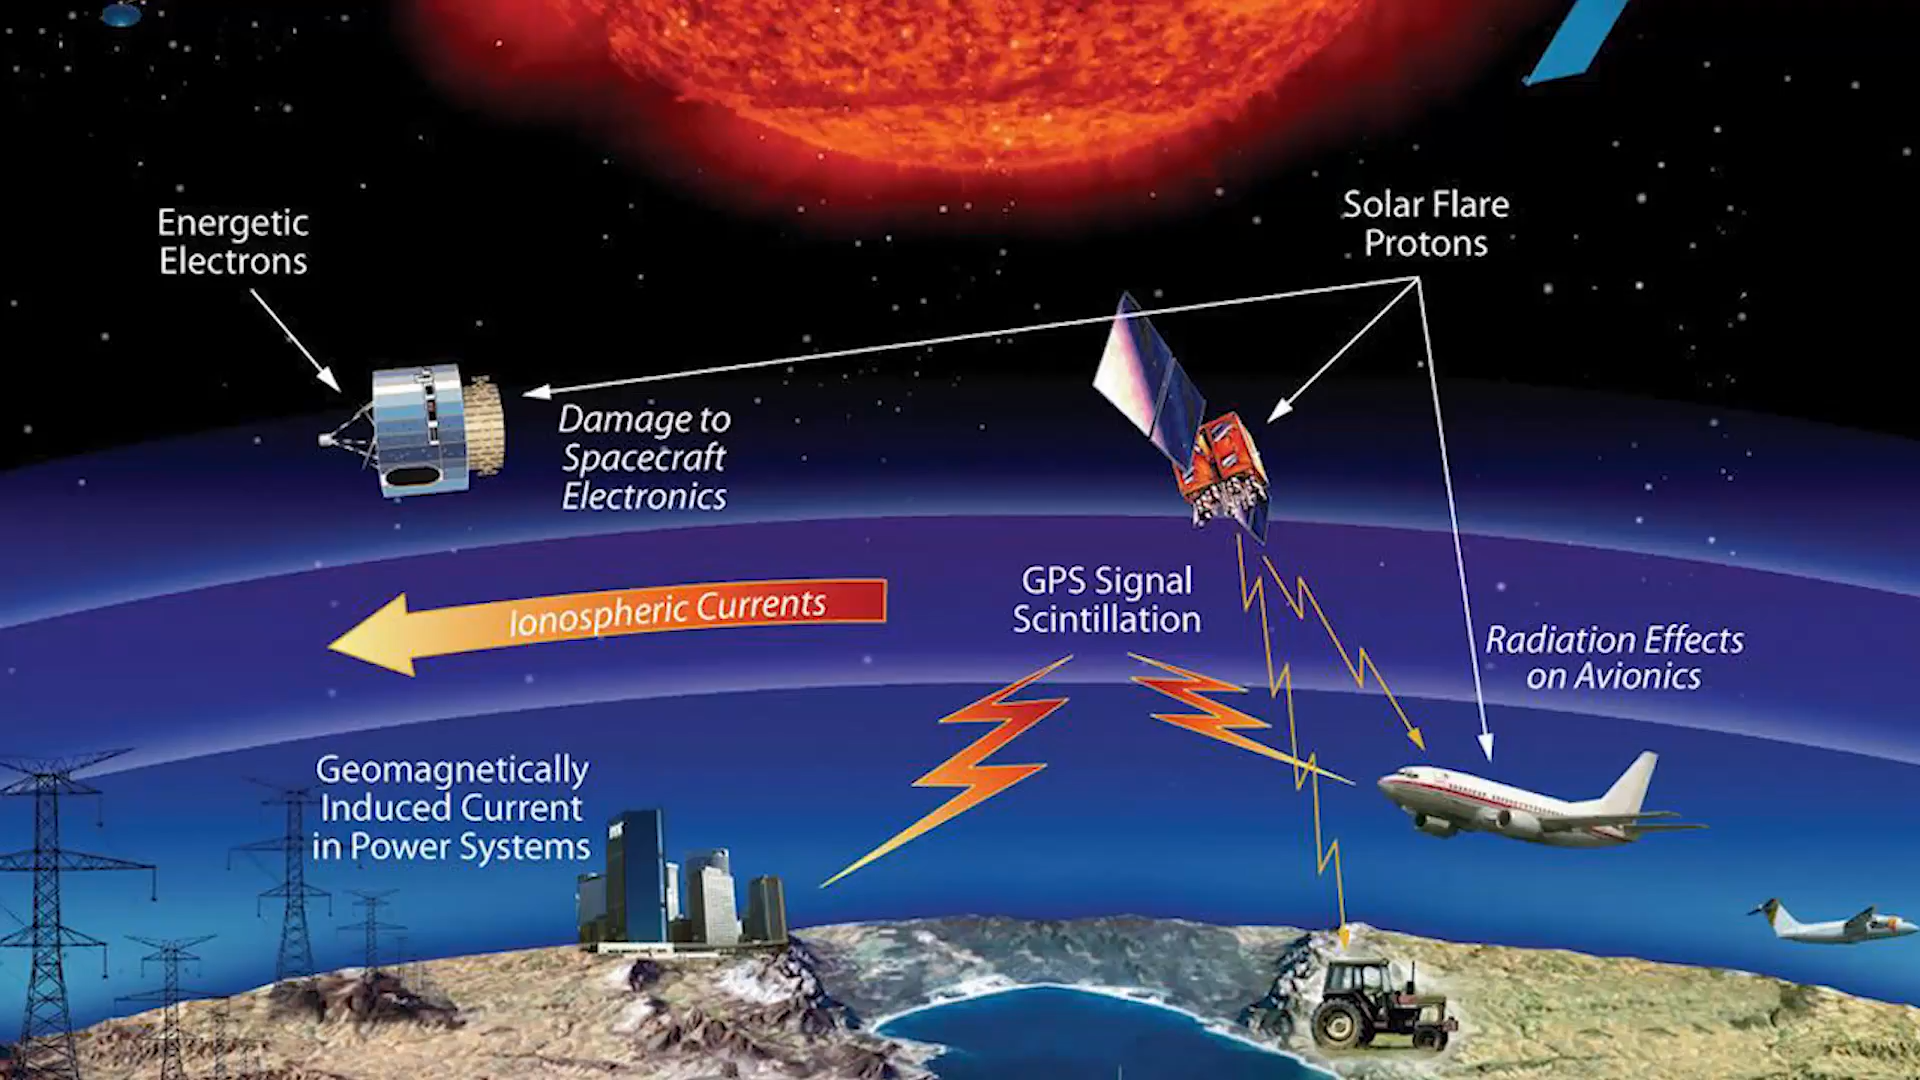 Energetic
Electrons
Solar Flare
Protons
Damage to
Spacecraft
Electronics
Ionospheric Currents
GPS Signal
Scintillation
Radiation Effects
on Avionics
Geomagnetically
Induced Current
in Power Systems